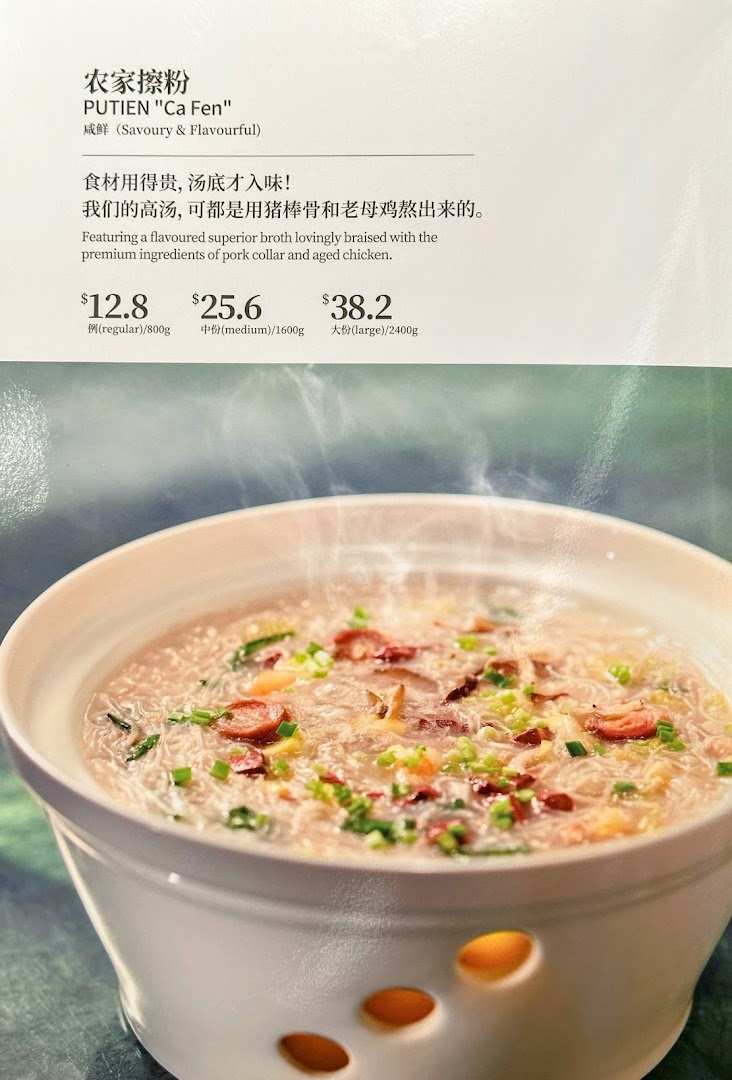 农家擦粉
PUTIEN "Ca Fen"
咸鲜（Savoury & Flavourful）
食材用得贵, 汤底才入味！
我们的高汤, 可都是用猪棒骨和老母鸡熬出来的。
Featuring a flavoured superior broth lovingly braised with the
premium ingredients of pork collar and aged chicken.
$12.8 $25.6 $38.2
例(regular)/800g 中份(medium)/1600g 大份(large)/2400g